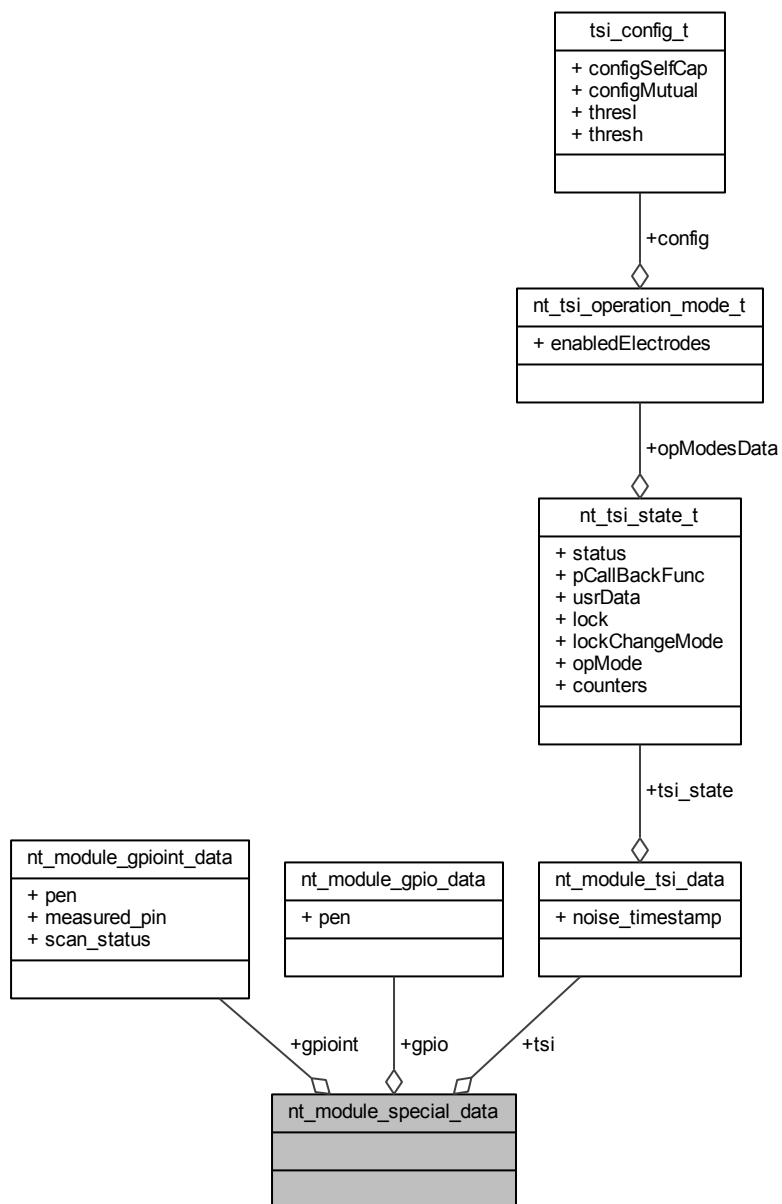 tsi_config_t
+ configSelfCap
+ configMutual
+ thresl
+ thresh
+config
nt_tsi_operation_mode_t
+ enabledElectrodes
+opModesData
nt_tsi_state_t
+ status
+ pCallBackFunc
+ usrData
+ lock
+ lockChangeMode
+ opMode
+ counters
+tsi_state
nt_module_gpioint_data
+ pen
+ measured_pin
+ scan_status
nt_module_gpio_data
+ pen
nt_module_tsi_data
+ noise_timestamp
+gpioint
+gpio
+tsi
nt_module_special_data